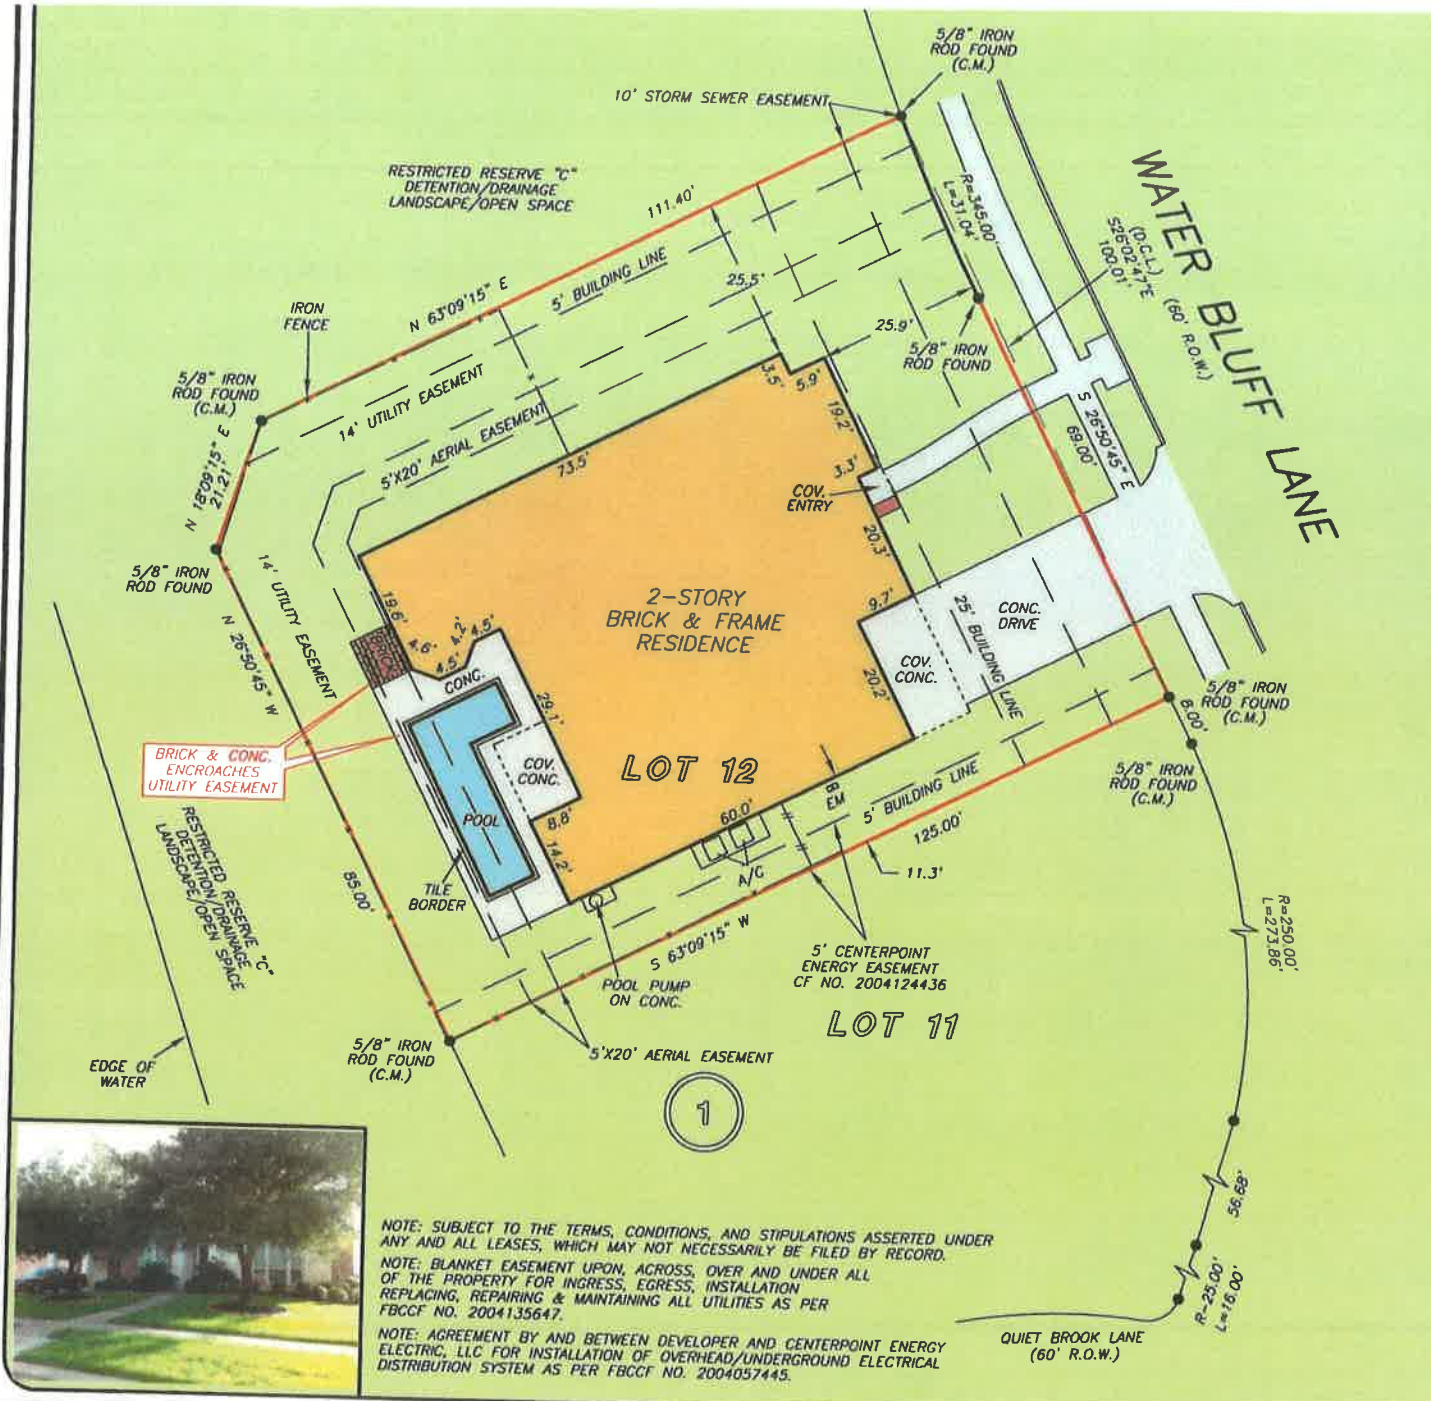 5/8" IRON
ROD FOUND
(C.M.)
10' STORM SEWER EASEMENT
RESTRICTED RESERVE "C"
DETENTION/DRAINAGE
LANDSCAPE/OPEN SPACE
111.40'
R=345.00'
L=31.04'
WATER BLUFF LANE
(60' R.O.W.)
(D.C.L.)
S26°02'47"E
100.01'
5' BUILDING LINE
25.5'
N 63°09'15" E
IRON
FENCE
25.9'
5/8" IRON
ROD FOUND
5/8" IRON
ROD FOUND
(C.M.)
14' UTILITY EASEMENT
3.5'
5.9'
19.2'
S 26°50'45" E
69.00'
5'X20' AERIAL EASEMENT
73.5'
3.3'
N 18°09'15" E
21.21'
COV.
ENTRY
20.3'
5/8" IRON
ROD FOUND
14' UTILITY EASEMENT
19.6'
2-STORY
BRICK & FRAME
RESIDENCE
9.7'
25' BUILDING LINE
CONC.
DRIVE
N 26°50'45" W
BRICK
4.6'
4.5'
4.2'
4.5'
CONC.
COV.
CONC.
20.2'
5/8" IRON
ROD FOUND
(C.M.)
8.00'
29.1'
BRICK & CONC.
ENCROACHES
UTILITY EASEMENT
COV.
CONC.
LOT 12
8' EM
5/8" IRON
ROD FOUND
(C.M.)
5' BUILDING LINE
POOL
8.8'
60.0'
125.00'
14.2'
RESTRICTED RESERVE "C"
DETENTION/DRAINAGE
LANDSCAPE/OPEN SPACE
85.00'
TILE
BORDER
A/C
11.3'
R=250.00'
L=273.86'
S 63°09'15" W
5' CENTERPOINT
ENERGY EASEMENT
CF NO. 2004124436
POOL PUMP
ON CONC.
LOT 11
5/8" IRON
ROD FOUND
(C.M.)
5'X20' AERIAL EASEMENT
EDGE OF
WATER
1
56.68'
R-25.00'
L=16.00'
QUIET BROOK LANE
(60' R.O.W.)
NOTE: SUBJECT TO THE TERMS, CONDITIONS, AND STIPULATIONS ASSERTED UNDER
ANY AND ALL LEASES, WHICH MAY NOT NECESSARILY BE FILED BY RECORD.
NOTE: BLANKET EASEMENT UPON, ACROSS, OVER AND UNDER ALL
OF THE PROPERTY FOR INGRESS, EGRESS, INSTALLATION
REPLACING, REPAIRING & MAINTAINING ALL UTILITIES AS PER
FBCCF NO. 2004135647.
NOTE: AGREEMENT BY AND BETWEEN DEVELOPER AND CENTERPOINT ENERGY
ELECTRIC, LLC FOR INSTALLATION OF OVERHEAD/UNDERGROUND ELECTRICAL
DISTRIBUTION SYSTEM AS PER FBCCF NO. 2004057445.